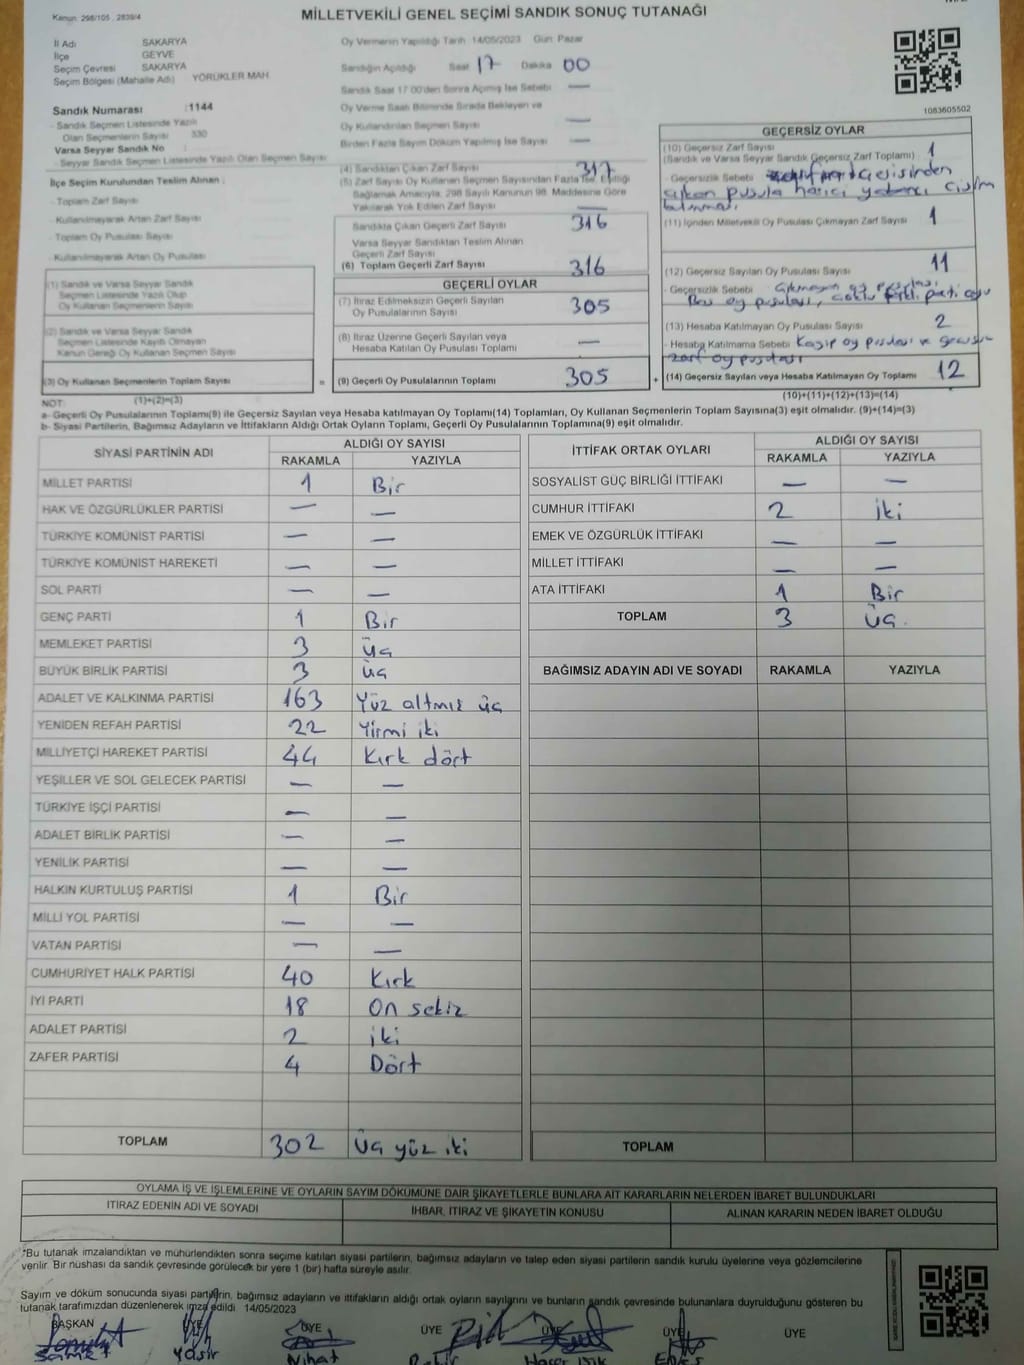 Kanun: 298/105 , 2839/4
MİLLETVEKİLİ GENEL SEÇİMİ SANDIK SONUÇ TUTANAĞI
İl Adı SAKARYA
İlçe GEYVE
Seçim Çevresi SAKARYA
Seçim Bölgesi (Mahalle Adı) YÖRÜKLER MAH
Sandık Numarası :1144
- Sandık Seçmen Listesinde Yazılı
Olan Seçmenlerin Sayısı 330
Varsa Seyyar Sandık No :
- Seyyar Sandık Seçmen Listesinde Yazılı Olan Seçmen Sayısı
İlçe Seçim Kurulundan Teslim Alınan ;
- Toplam Zarf Sayısı
- Kullanılmayarak Artan Zarf Sayısı
- Toplam Oy Pusulası Sayısı
- Kullanılmayarak Artan Oy Pusulası
(1) Sandık ve Varsa Seyyar Sandık
Seçmen Listesinde Yazılı Olup
Oy Kullanan Seçmenlerin Sayısı
(2) Sandık ve Varsa Seyyar Sandık
Seçmen Listesinde Kayıtlı Olmayan
Kanun Gereği Oy Kullanan Seçmen Sayısı
(3) Oy Kullanan Seçmenlerin Toplam Sayısı =
(1)+(2)=(3)
Oy Vermenin Yapıldığı Tarih 14/05/2023 Gün Pazar
Sandığın Açıldığı Saat 17 Dakika 00
Sandık Saat 17:00'den Sonra Açılmış İse Sebebi —
Oy Verme Saati Bitiminde Sırada Bekleyen ve
Oy Kullandırılan Seçmen Sayısı —
Birden Fazla Sayım Döküm Yapılmış İse Sayısı —
(4) Sandıktan Çıkan Zarf Sayısı 317
(5) Zarf Sayısı Oy Kullanan Seçmen Sayısından Fazla İse, Eşitliği
Sağlamak Amacıyla, 298 Sayılı Kanunun 98. Maddesine Göre
Yakılarak Yok Edilen Zarf Sayısı —
Sandıkta Çıkan Geçerli Zarf Sayısı 316
Varsa Seyyar Sandıktan Teslim Alınan
Geçerli Zarf Sayısı
(6) Toplam Geçerli Zarf Sayısı 316
GEÇERLİ OYLAR
(7) İtiraz Edilmeksizin Geçerli Sayılan
Oy Pusulalarının Sayısı 305
(8) İtiraz Üzerine Geçerli Sayılan veya
Hesaba Katılan Oy Pusulası Toplamı —
(9) Geçerli Oy Pusulalarının Toplamı 305 +
1083605502
GEÇERSİZ OYLAR
(10) Geçersiz Zarf Sayısı
(Sandık ve Varsa Seyyar Sandık Geçersiz Zarf Toplamı) 1
- Geçersizlik Sebebi içerisinden
çıkan pusula harici yabancı cisim
bulunması
(11) İçinden Milletvekili Oy Pusulası Çıkmayan Zarf Sayısı 1
(12) Geçersiz Sayılan Oy Pusulası Sayısı 11
- Geçersizlik Sebebi
Boş oy pusulası, çoklu farklı parti oyu
(13) Hesaba Katılmayan Oy Pusulası Sayısı 2
- Hesaba Katılmama Sebebi Kayıp oy pusulası ve geçersiz
zarf oy pusulası
(14) Geçersiz Sayılan veya Hesaba Katılmayan Oy Toplamı 12
(10)+(11)+(12)+(13)=(14)
NOT:
a- Geçerli Oy Pusulalarının Toplamı(9) ile Geçersiz Sayılan veya Hesaba katılmayan Oy Toplamı(14) Toplamları, Oy Kullanan Seçmenlerin Toplam Sayısına(3) eşit olmalıdır. (9)+(14)=(3)
b- Siyasi Partilerin, Bağımsız Adayların ve İttifakların Aldığı Ortak Oyların Toplamı, Geçerli Oy Pusulalarının Toplamına(9) eşit olmalıdır.
SİYASİ PARTİNİN ADI ALDIĞI OY SAYISI
RAKAMLA YAZIYLA
MİLLET PARTİSİ 1 Bir
HAK VE ÖZGÜRLÜKLER PARTİSİ — —
TÜRKİYE KOMÜNİST PARTİSİ — —
TÜRKİYE KOMÜNİST HAREKETİ — —
SOL PARTİ — —
GENÇ PARTİ 1 Bir
MEMLEKET PARTİSİ 3 üç
BÜYÜK BİRLİK PARTİSİ 3 üç
ADALET VE KALKINMA PARTİSİ 163 Yüz altmış üç
YENİDEN REFAH PARTİSİ 22 Yirmi iki
MİLLİYETÇİ HAREKET PARTİSİ 44 Kırk dört
YEŞİLLER VE SOL GELECEK PARTİSİ — —
TÜRKİYE İŞÇİ PARTİSİ — —
ADALET BİRLİK PARTİSİ — —
YENİLİK PARTİSİ — —
HALKIN KURTULUŞ PARTİSİ 1 Bir
MİLLİ YOL PARTİSİ — —
VATAN PARTİSİ — —
CUMHURİYET HALK PARTİSİ 40 Kırk
İYİ PARTİ 18 On sekiz
ADALET PARTİSİ 2 iki
ZAFER PARTİSİ 4 Dört
TOPLAM 302 üç yüz iki
İTTİFAK ORTAK OYLARI ALDIĞI OY SAYISI
RAKAMLA YAZIYLA
SOSYALİST GÜÇ BİRLİĞİ İTTİFAKI — —
CUMHUR İTTİFAKI 2 iki
EMEK VE ÖZGÜRLÜK İTTİFAKI — —
MİLLET İTTİFAKI — —
ATA İTTİFAKI 1 Bir
TOPLAM 3 üç.
BAĞIMSIZ ADAYIN ADI VE SOYADI RAKAMLA YAZIYLA
TOPLAM
OYLAMA İŞ VE İŞLEMLERİNE VE OYLARIN SAYIM DÖKÜMÜNE DAİR ŞİKAYETLERLE BUNLARA AİT KARARLARIN NELERDEN İBARET BULUNDUKLARI
İTİRAZ EDENİN ADI VE SOYADI İHBAR, İTİRAZ VE ŞİKAYETİN KONUSU ALINAN KARARIN NEDEN İBARET OLDUĞU
*Bu tutanak imzalandıktan ve mühürlendikten sonra seçime katılan siyasi partilerin, bağımsız adayların ve talep eden siyasi partilerin sandık kurulu üyelerine veya gözlemcilerine
verilir. Bir nüshası da sandık çevresinde görülecek bir yere 1 (bir) hafta süreyle asılır.
Sayım ve döküm sonucunda siyasi partilerin, bağımsız adayların ve ittifakların aldığı ortak oyların sayılarını ve bunların sandık çevresinde bulunanlara duyrulduğunu gösteren bu
tutanak tarafımızdan düzenlenerek imza edildi 14/05/2023
BAŞKAN ÜYE ÜYE ÜYE ÜYE ÜYE ÜYE
Samet Yasir Nihat